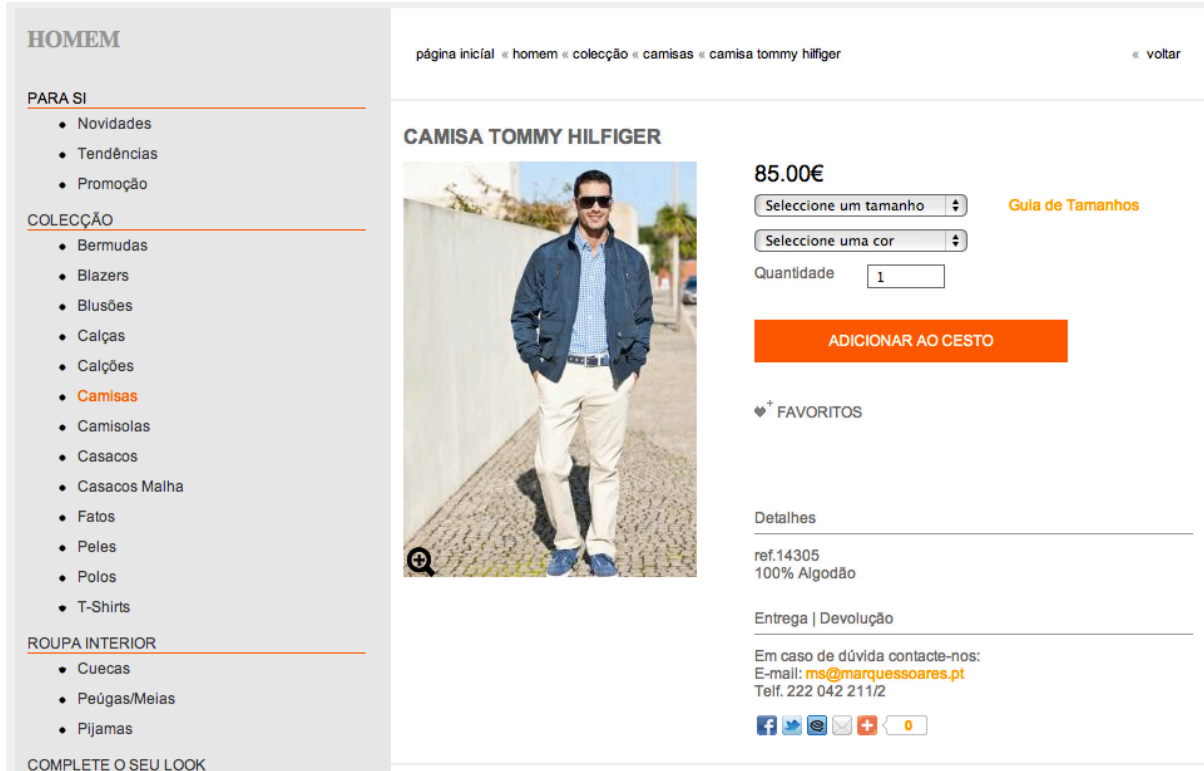 HOMEM
PARA SI
Novidades
Tendências
Promoção
COLECÇÃO
Bermudas
Blazers
Blusões
Calças
Calções
Camisas
Camisolas
Casacos
Casacos Malha
Fatos
Peles
Polos
T-Shirts
ROUPA INTERIOR
Cuecas
Peúgas/Meias
Pijamas
COMPLETE O SEU LOOK
página inicíal « homem « colecção « camisas « camisa tommy hilfiger
« voltar
CAMISA TOMMY HILFIGER
85.00€
Seleccione um tamanho
Guia de Tamanhos
Seleccione uma cor
Quantidade 1
ADICIONAR AO CESTO
+ FAVORITOS
Detalhes
ref.14305
100% Algodão
Entrega | Devolução
Em caso de dúvida contacte-nos:
E-mail: ms@marquessoares.pt
Telf. 222 042 211/2
0